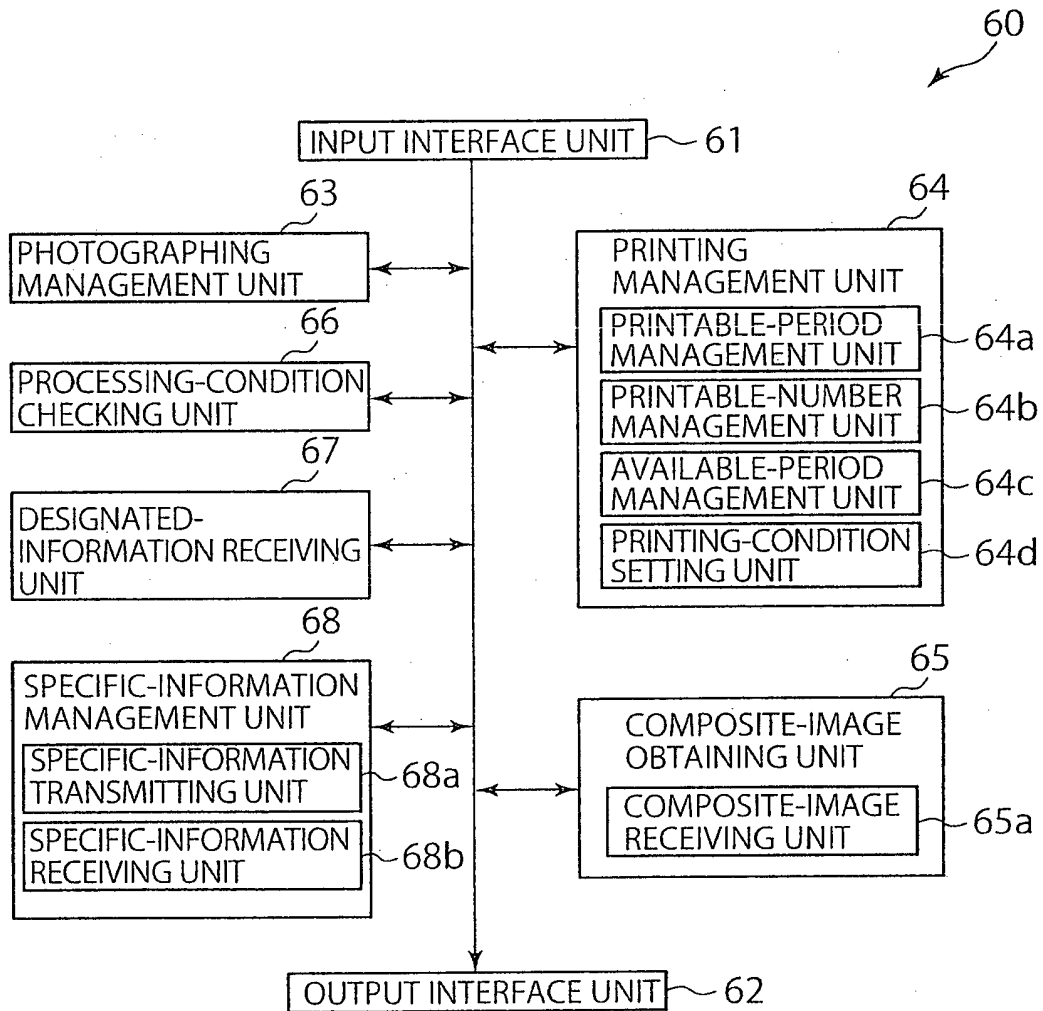 60
INPUT INTERFACE UNIT
61
63
PHOTOGRAPHING
MANAGEMENT UNIT
64
PRINTING
MANAGEMENT UNIT
PRINTABLE-PERIOD
MANAGEMENT UNIT
64a
PRINTABLE-NUMBER
MANAGEMENT UNIT
64b
AVAILABLE-PERIOD
MANAGEMENT UNIT
64c
PRINTING-CONDITION
SETTING UNIT
64d
66
PROCESSING-CONDITION
CHECKING UNIT
67
DESIGNATED-
INFORMATION RECEIVING
UNIT
68
SPECIFIC-INFORMATION
MANAGEMENT UNIT
SPECIFIC-INFORMATION
TRANSMITTING UNIT
68a
SPECIFIC-INFORMATION
RECEIVING UNIT
68b
65
COMPOSITE-IMAGE
OBTAINING UNIT
COMPOSITE-IMAGE
RECEIVING UNIT
65a
OUTPUT INTERFACE UNIT
62